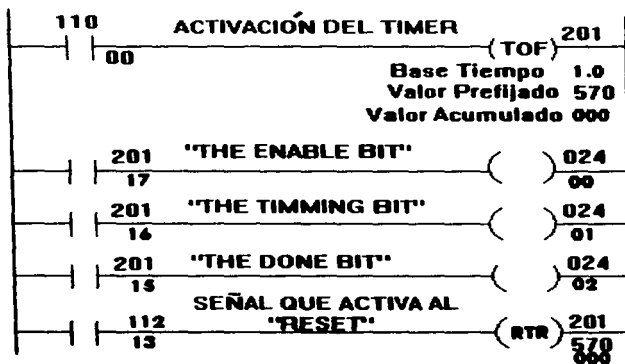 110 ACTIVACIÓN DEL TIMER 201
00 (TOF)
Base Tiempo 1.0
Valor Prefijado 570
Valor Acumulado 000
201 "THE ENABLE BIT" 024
17 00
201 "THE TIMMING BIT" 024
16 01
201 "THE DONE BIT" 024
15 02
SEÑAL QUE ACTIVA AL
112 "RESET" (RTR) 201
13 570
000